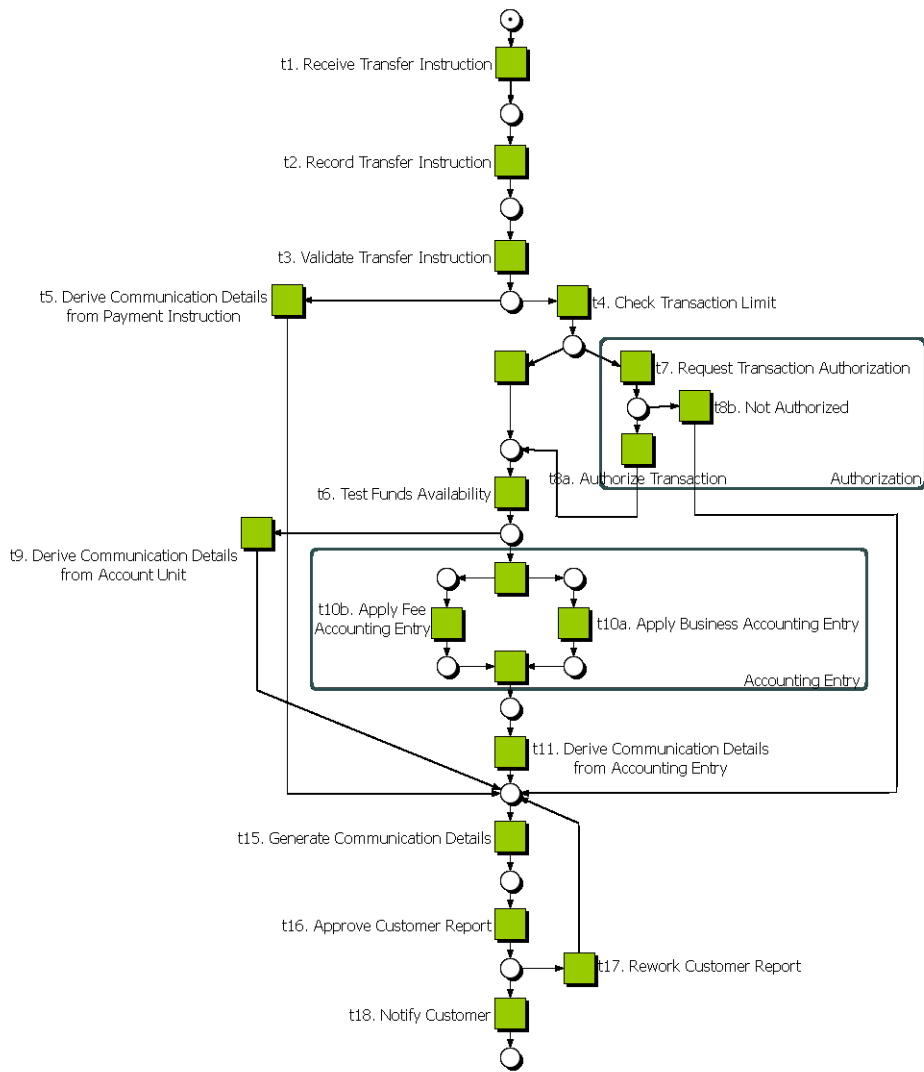 t1. Receive Transfer Instruction
t2. Record Transfer Instruction
t3. Validate Transfer Instruction
t5. Derive Communication Details
from Payment Instruction
t4. Check Transaction Limit
t7. Request Transaction Authorization
t8b. Not Authorized
t8a. Authorize Transaction
Authorization
t6. Test Funds Availability
t9. Derive Communication Details
from Account Unit
t10b. Apply Fee
Accounting Entry
t10a. Apply Business Accounting Entry
Accounting Entry
t11. Derive Communication Details
from Accounting Entry
t15. Generate Communication Details
t16. Approve Customer Report
t17. Rework Customer Report
t18. Notify Customer